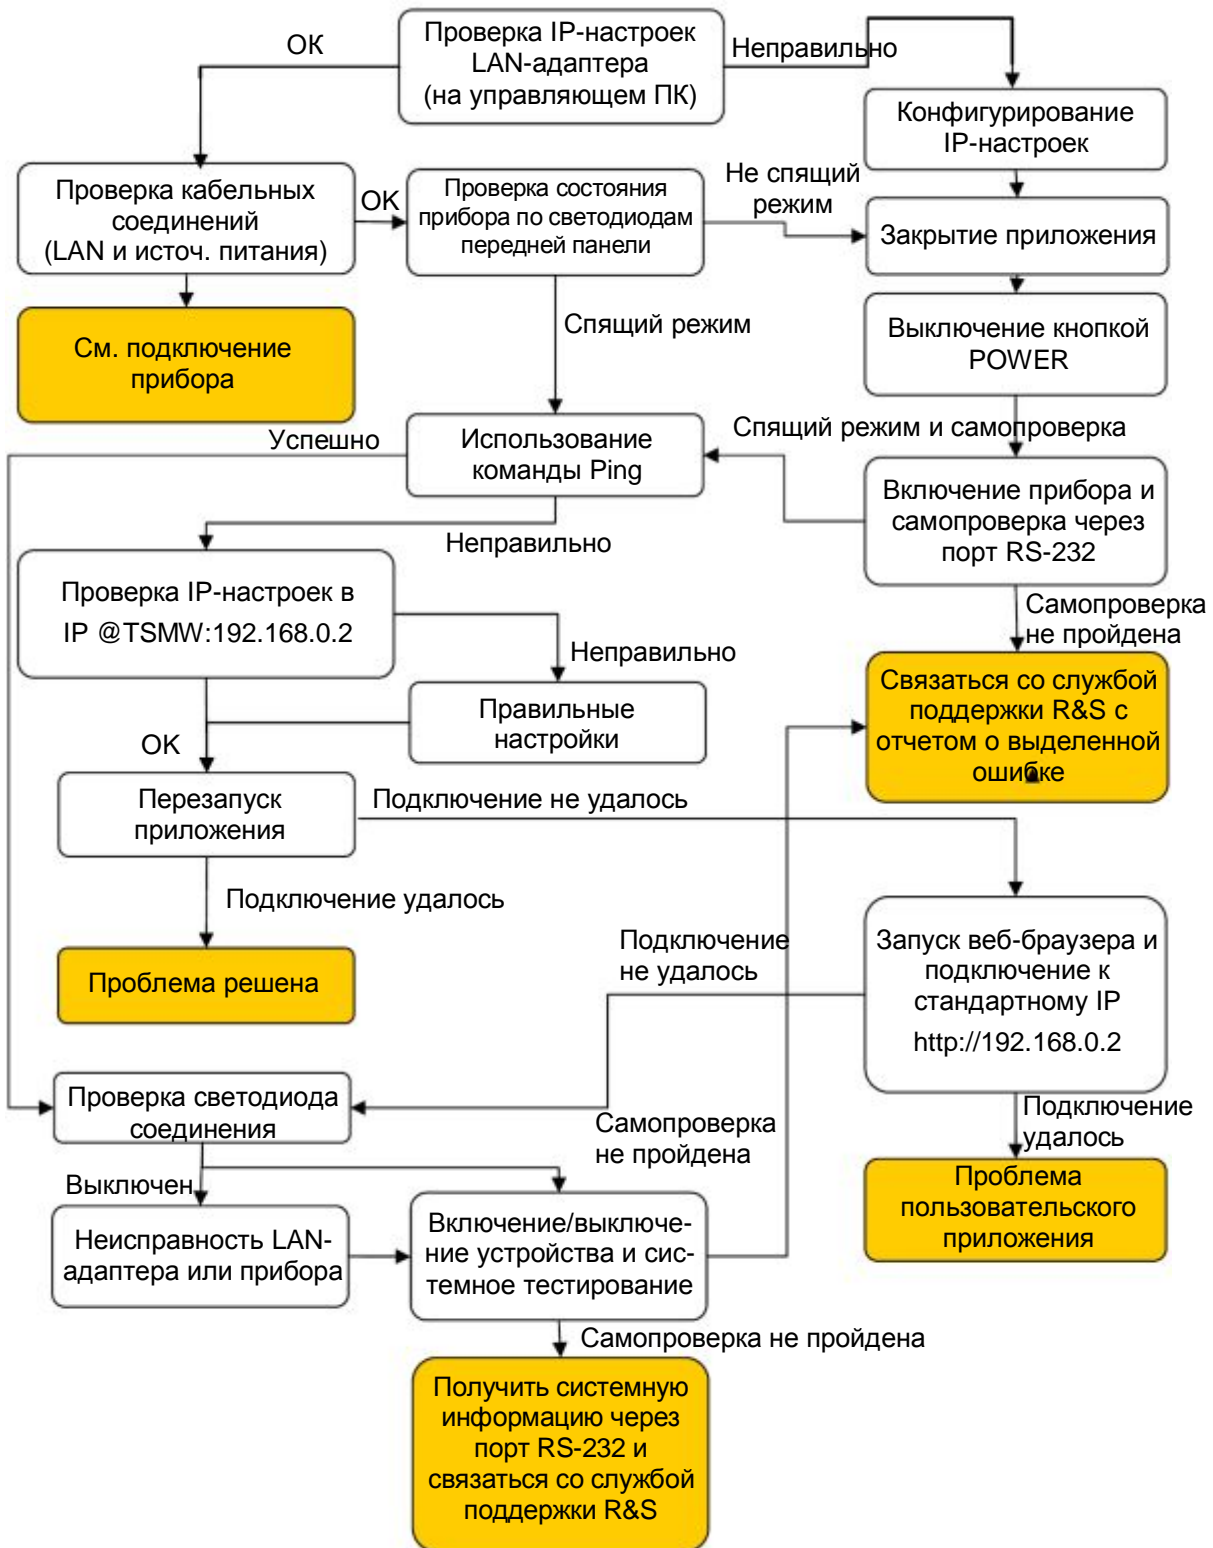 Проверка IP-настроек
LAN-адаптера
(на управляющем ПК)
ОК
Неправильно
Конфигурирование
IP-настроек
Проверка кабельных
соединений
(LAN и источ. питания)
OK
Проверка состояния
прибора по светодиодам
передней панели
Не спящий
режим
Закрытие приложения
См. подключение
прибора
Спящий режим
Выключение кнопкой
POWER
Успешно
Использование
команды Ping
Спящий режим и самопроверка
Включение прибора и
самопроверка через
порт RS-232
Неправильно
Проверка IP-настроек в
IP @TSMW:192.168.0.2
Самопроверка
не пройдена
Неправильно
Связаться со службой
поддержки R&S с
отчетом о выделенной
ошибке
Правильные
настройки
OK
Перезапуск
приложения
Подключение не удалось
Подключение удалось
Запуск веб-браузера и
подключение к
стандартному IP
http://192.168.0.2
Подключение
не удалось
Проблема решена
Проверка светодиода
соединения
Самопроверка
не пройдена
Подключение
удалось
Выключен
Проблема
пользовательского
приложения
Неисправность LAN-
адаптера или прибора
Включение/выключе-
ние устройства и сис-
темное тестирование
Самопроверка не пройдена
Получить системную
информацию через
порт RS-232 и
связаться со службой
поддержки R&S